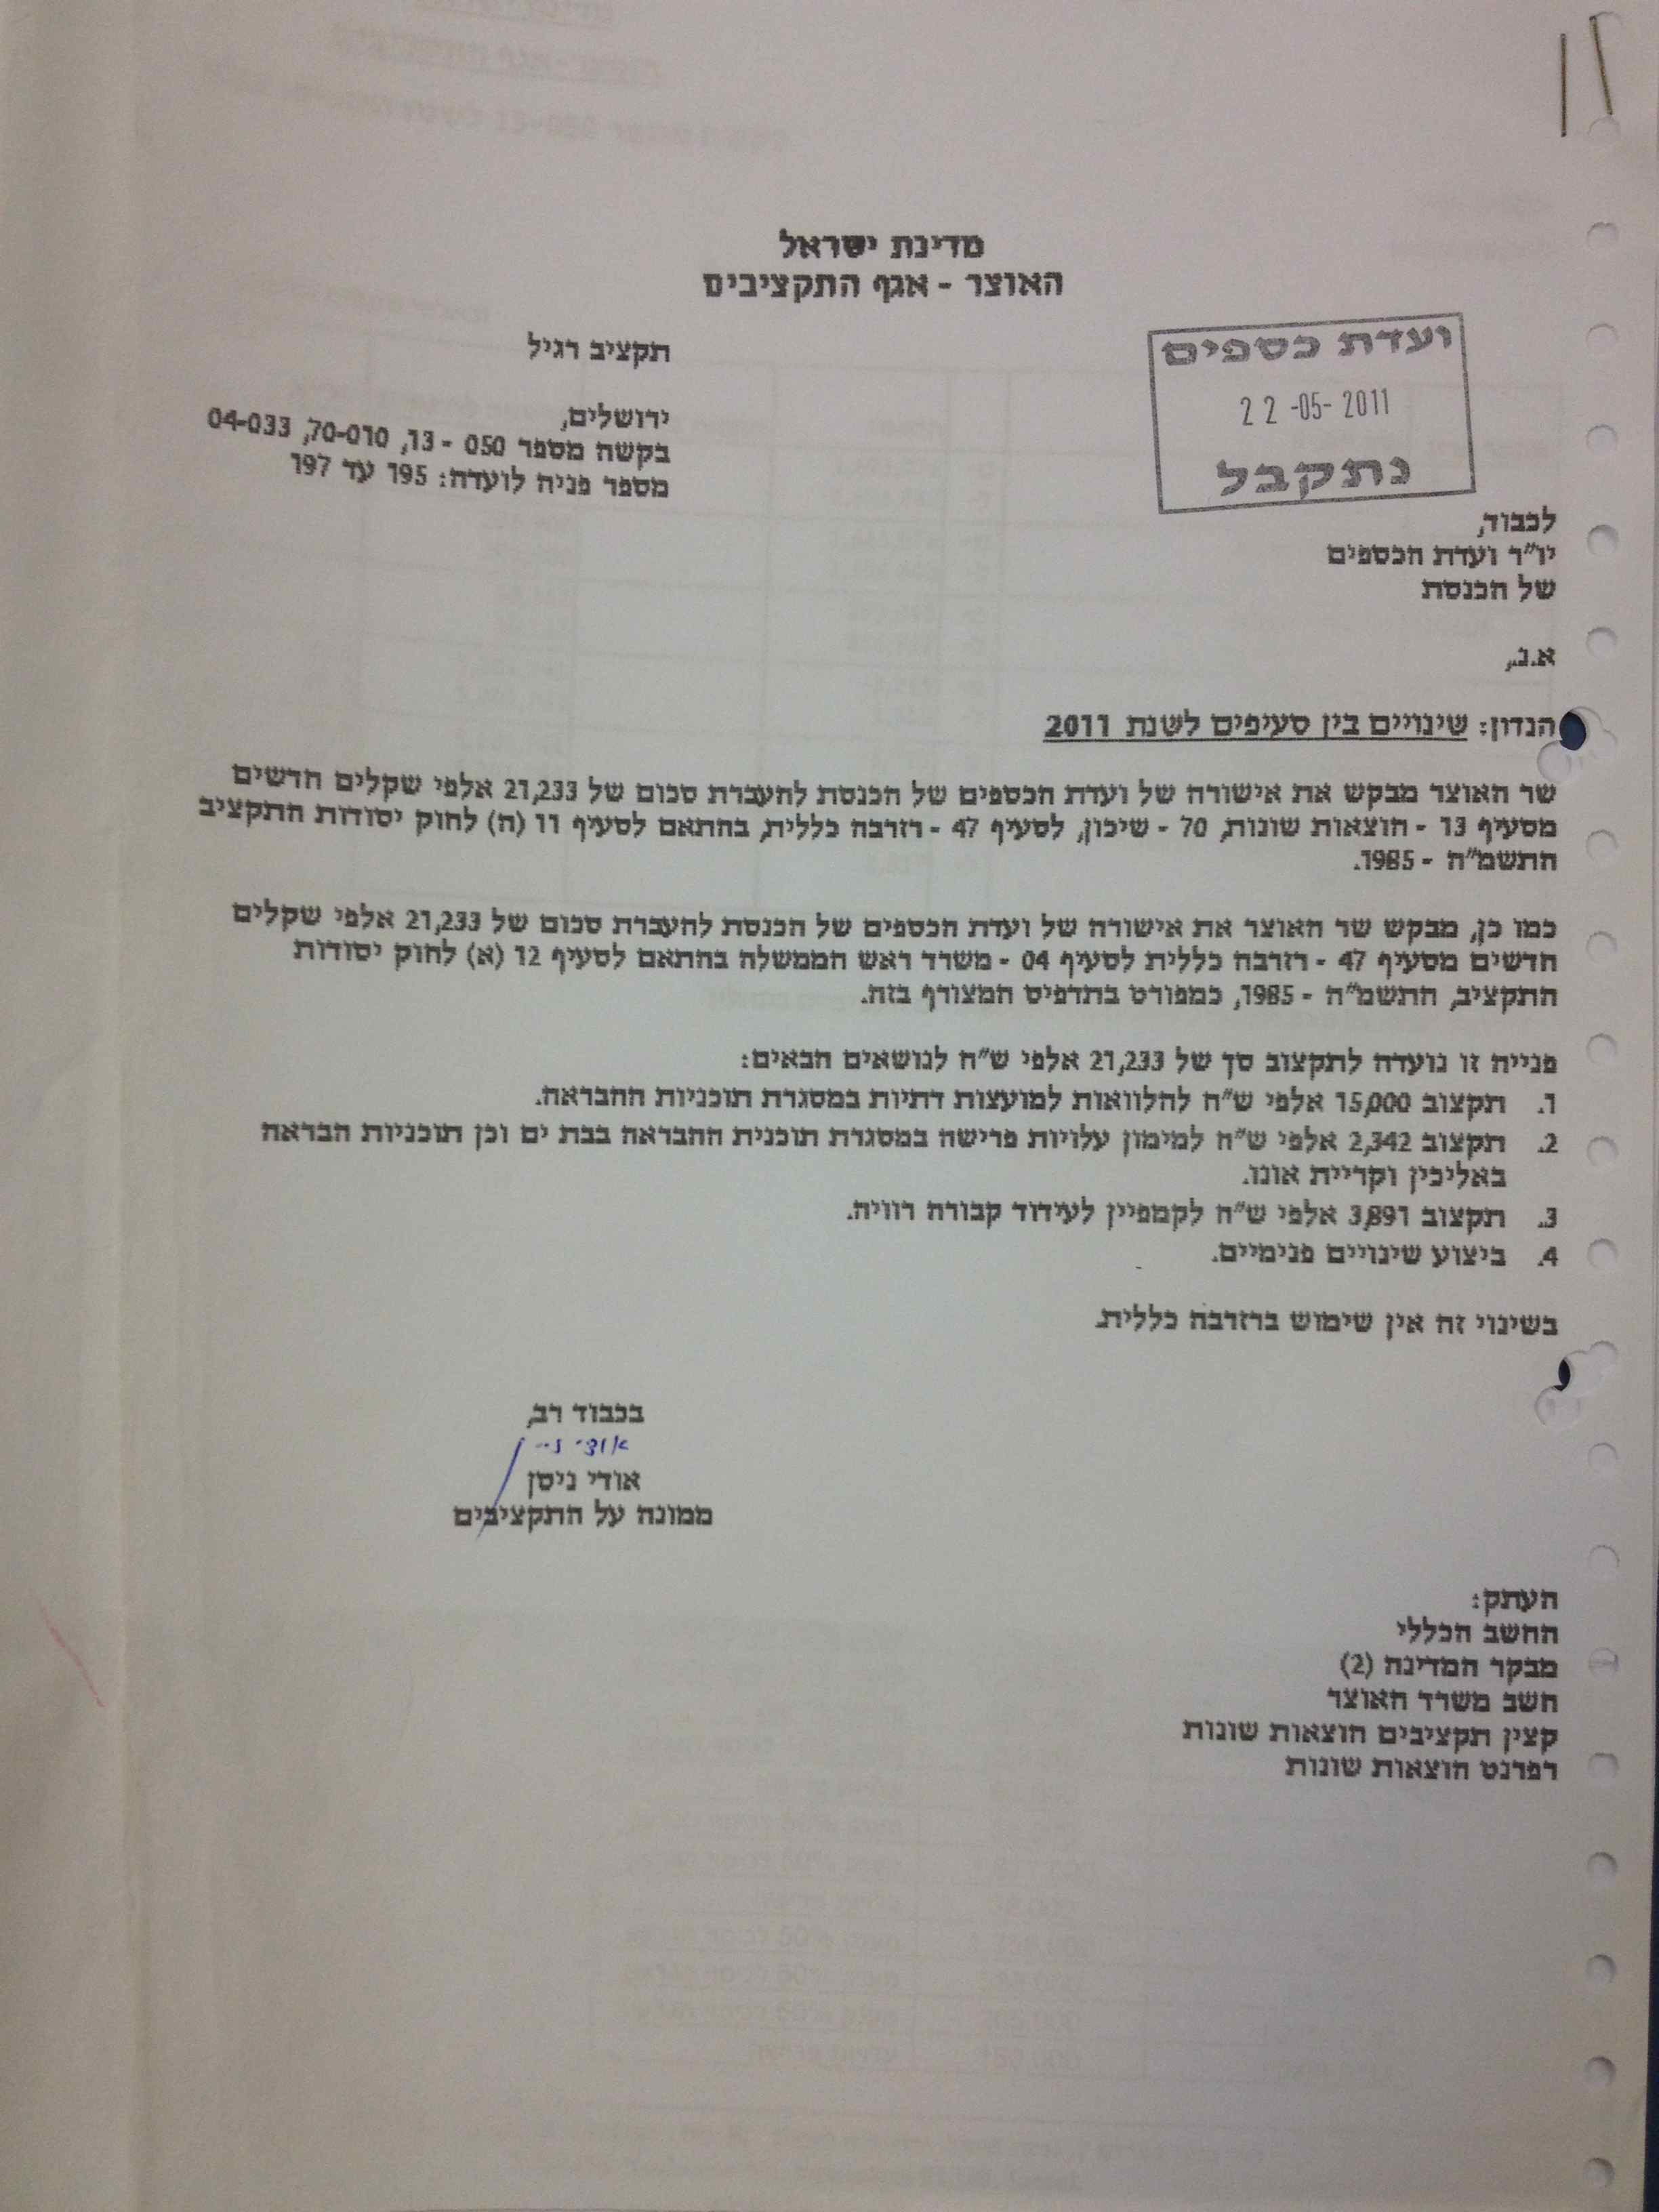 מדינת ישראל
האוצר - אגף התקציבים
תקציב רגיל
ועדת כספים
22-05-2011
נתקבל
ירושלים,
בקשה מספר 050 - 13, 70-010, 04-033
מספר פניה לועדה: 195 עד 197
לכבוד,
יו"ר ועדת הכספים
של הכנסת
א.נ.,
הנדון: שינויים בין סעיפים לשנת 2011
שר האוצר מבקש את אישורה של ועדת הכספים של הכנסת להעברת סכום של 21,233 אלפי שקלים חדשים
מסעיף 13 - הוצאות שונות, 70 - שיכון, לסעיף 47 - רזרבה כללית, בהתאם לסעיף 11 (ה) לחוק יסודות התקציב
התשמ"ה - 1985.
כמו כן, מבקש שר האוצר את אישורה של ועדת הכספים של הכנסת להעברת סכום של 21,233 אלפי שקלים
חדשים מסעיף 47 - רזרבה כללית לסעיף 04 - משרד ראש הממשלה בהתאם לסעיף 12 (א) לחוק יסודות
התקציב, התשמ"ה - 1985, כמפורט בתדפיס המצורף בזה.
פנייה זו נועדה לתקצוב סך של 21,233 אלפי ש"ח לנושאים הבאים:
1. תקצוב 15,000 אלפי ש"ח להלוואות למועצות דתיות במסגרת תוכניות ההבראה.
2. תקצוב 2,342 אלפי ש"ח למימון עלויות פרישה במסגרת תוכנית ההבראה בבת ים וכן תוכניות הבראה
באליכין וקריית אונו.
3. תקצוב 3,891 אלפי ש"ח לקמפיין לעידוד קבורה רוויה.
4. ביצוע שינויים פנימיים.
בשינוי זה אין שימוש ברזרבה כללית.
בכבוד רב,
אודי ניסן
ממונה על התקציבים
העתק:
החשב הכללי
מבקר המדינה (2)
חשב משרד האוצר
קצין תקציבים הוצאות שונות
רפרנט הוצאות שונות